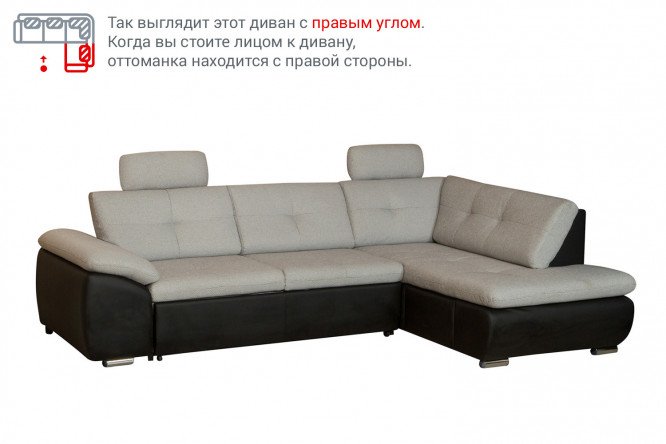 Так выглядит этот диван с правым углом.
Когда вы стоите лицом к дивану,
оттоманка находится с правой стороны.